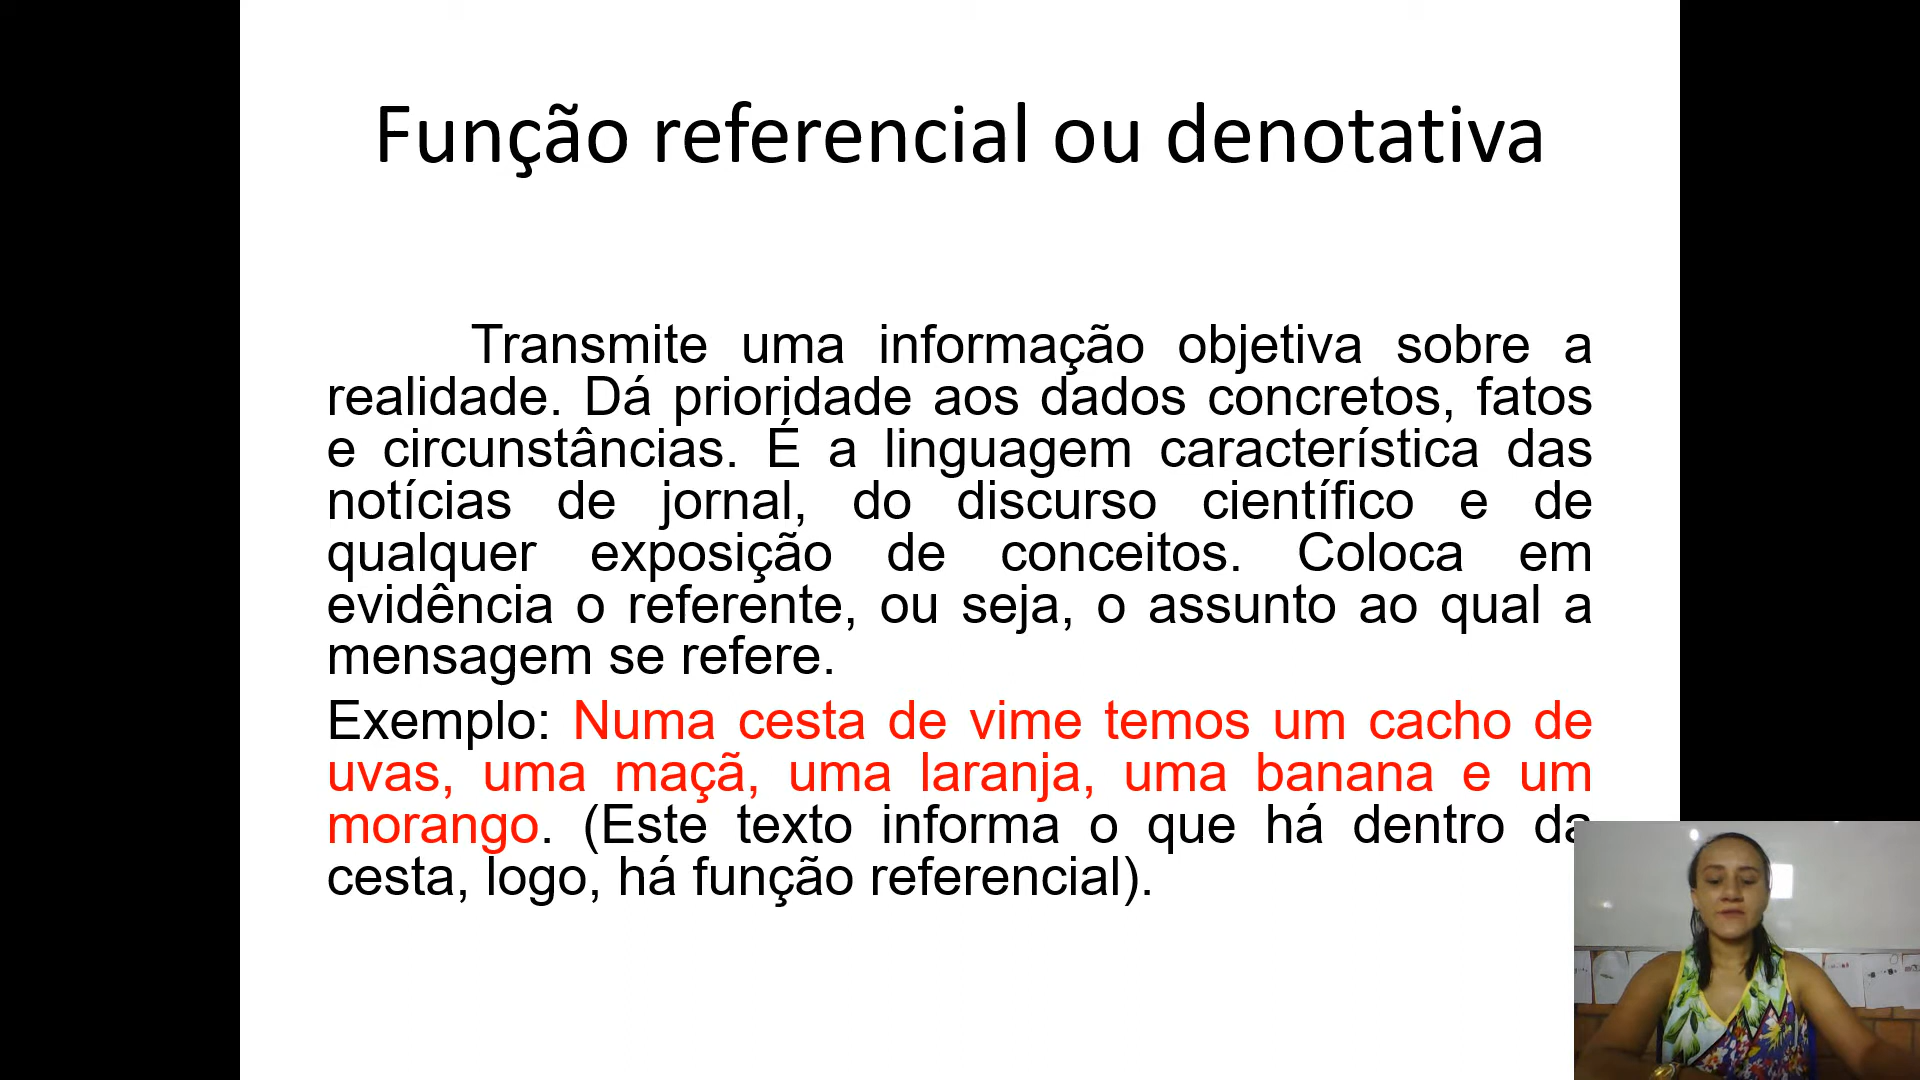 Função referencial ou denotativa
Transmite uma informação objetiva sobre a
realidade. Dá prioridade aos dados concretos, fatos
e circunstâncias. É a linguagem característica das
notícias de jornal, do discurso científico e de
qualquer exposição de conceitos. Coloca em
evidência o referente, ou seja, o assunto ao qual a
mensagem se refere.
Exemplo: Numa cesta de vime temos um cacho de
uvas, uma maçã, uma laranja, uma banana e um
morango. (Este texto informa o que há dentro da
cesta, logo, há função referencial).